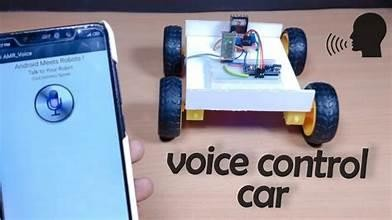 AMR_Voice
Android Meets Robots !
Talk to Your Robot
voice control
car